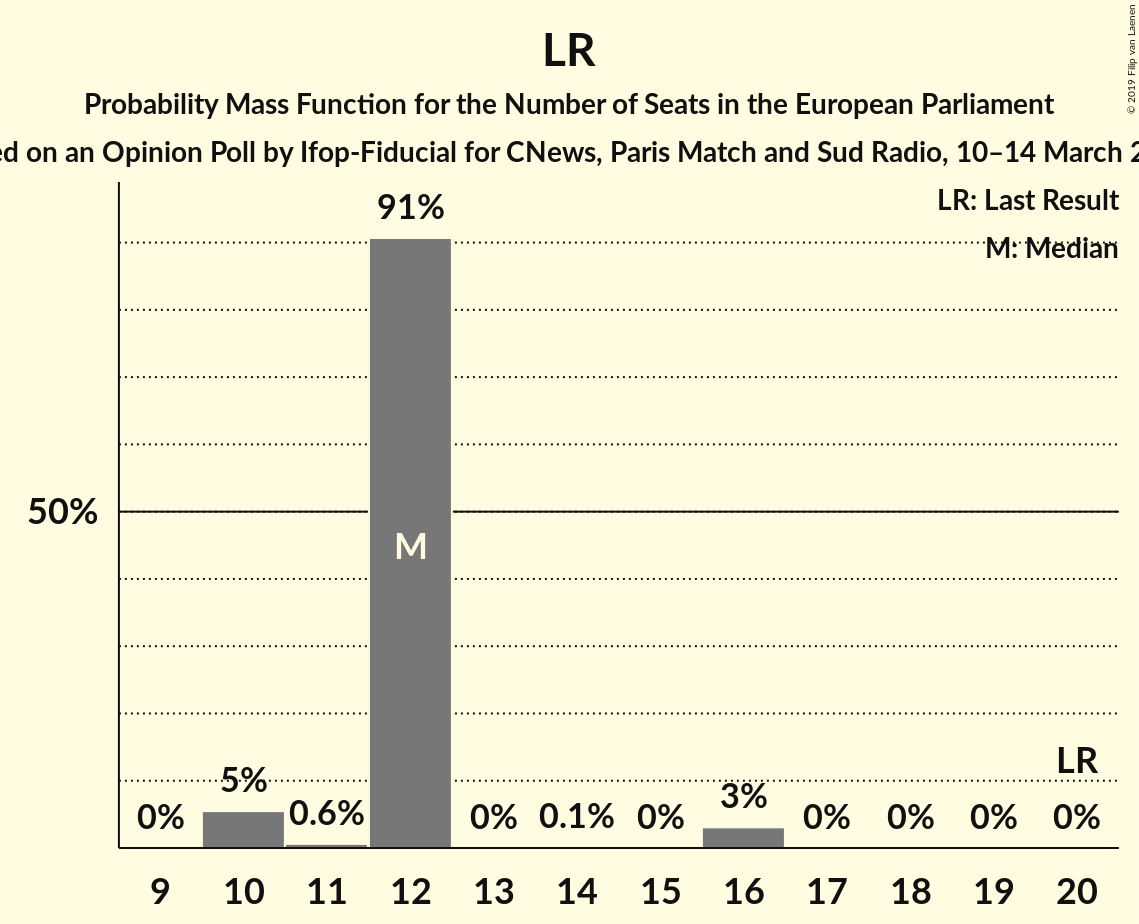 LR
Probability Mass Function for the Number of Seats in the European Parliament
on an Opinion Poll by Ifop-Fiducial for CNews, Paris Match and Sud Radio, 10–14 March
© 2019 Filip van Laenen
LR: Last Result
M: Median
91%
50%
M
LR
5%
3%
0%
0.6%
0%
0.1%
0%
0%
0%
0%
0%
9 10 11 12 13 14 15 16 17 18 19 20